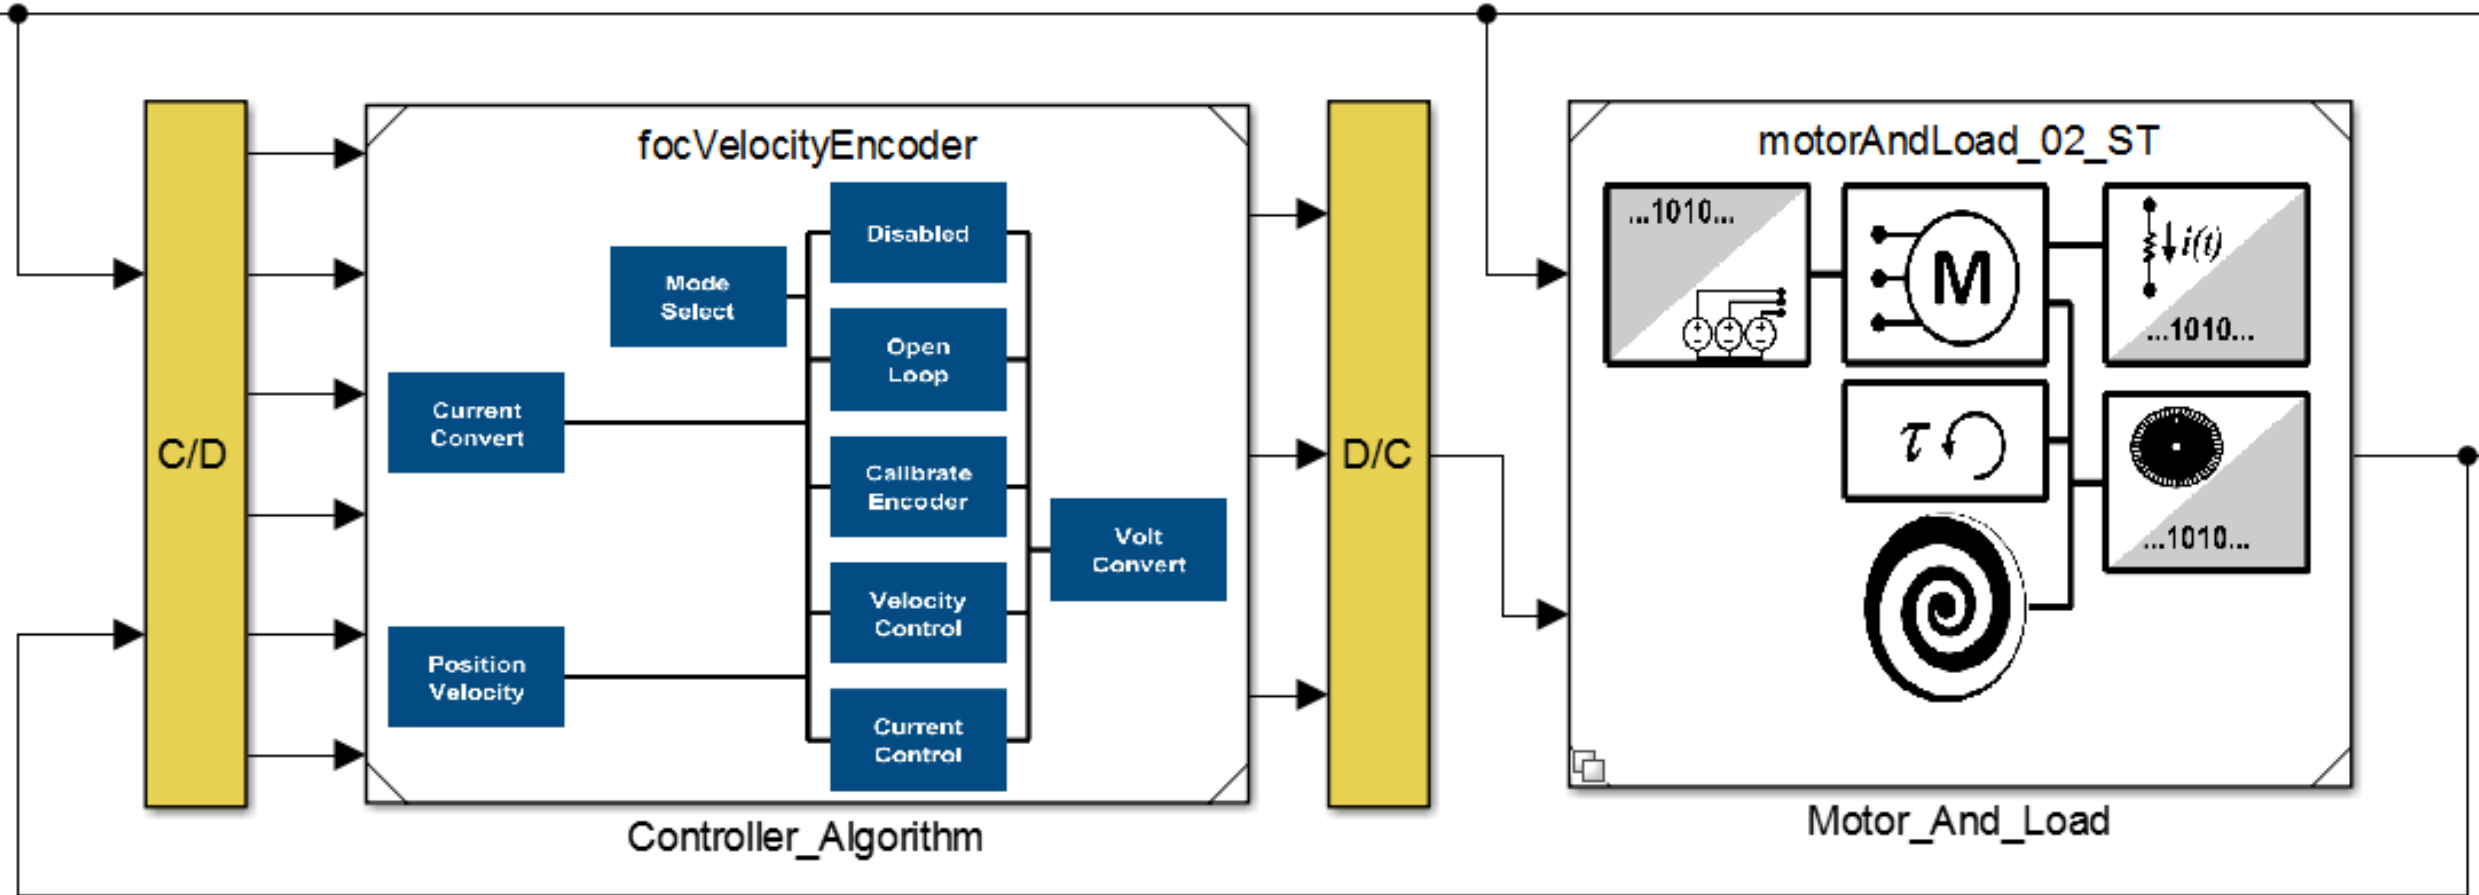 C/D
focVelocityEncoder
Disabled
Mode
Select
Open
Loop
Current
Convert
Calibrate
Encoder
Volt
Convert
Velocity
Control
Position
Velocity
Current
Control
Controller_Algorithm
D/C
motorAndLoad_02_ST
...1010...
M
i(t)
...1010...
τ
...1010...
Motor_And_Load